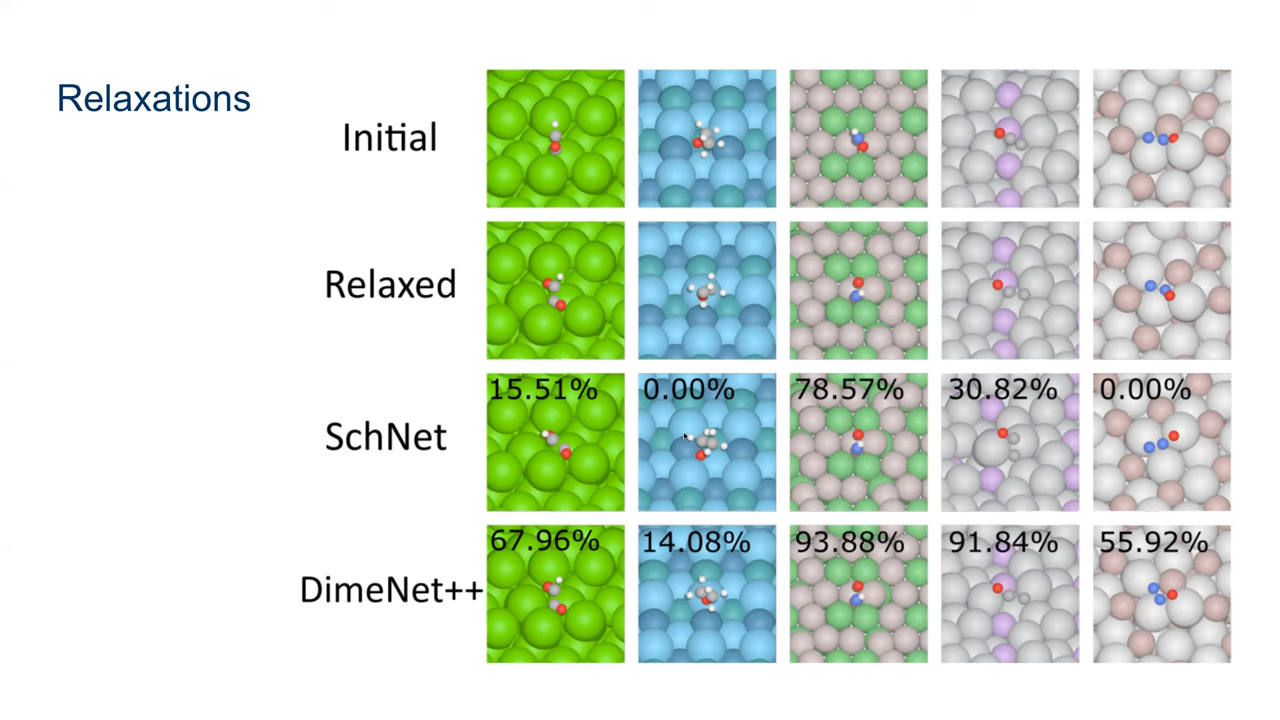 Relaxations
Initial
Relaxed
SchNet
15.51% 0.00% 78.57% 30.82% 0.00%
DimeNet++
67.96% 14.08% 93.88% 91.84% 55.92%